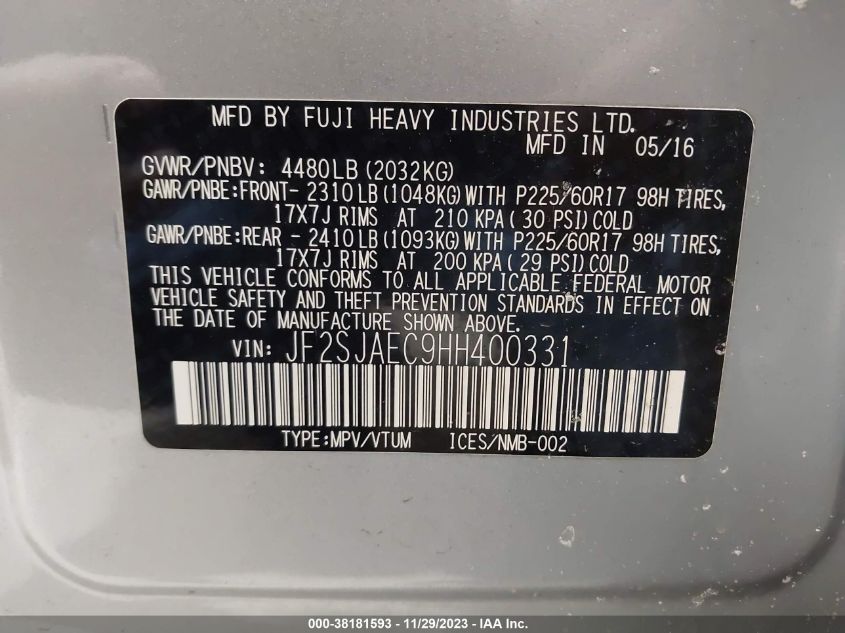 MFD BY FUJI HEAVY INDUSTRIES LTD.
MFD IN 05/16
GVWR/PNBV: 4480LB(2032KG)
GAWR/PNBE:FRONT- 2310LB(1048KG)WITH P225/60R17 98H TIRES,
17X7J RIMS AT 210 KPA( 30 PSI)COLD
GAWR/PNBE:REAR - 2410LB(1093KG)WITH P225/60R17 98H TIRES,
17X7J RIMS AT 200 KPA( 29 PSI)COLD
THIS VEHICLE CONFORMS TO ALL APPLICABLE FEDERAL MOTOR
VEHICLE SAFETY AND THEFT PREVENTION STANDARDS IN EFFECT ON
THE DATE OF MANUFACTURE SHOWN ABOVE.
VIN: JF2SJAEC9HH400331
TYPE:MPV/VTUM ICES/NMB-002
000-38181593 - 11/29/2023 - IAA Inc.